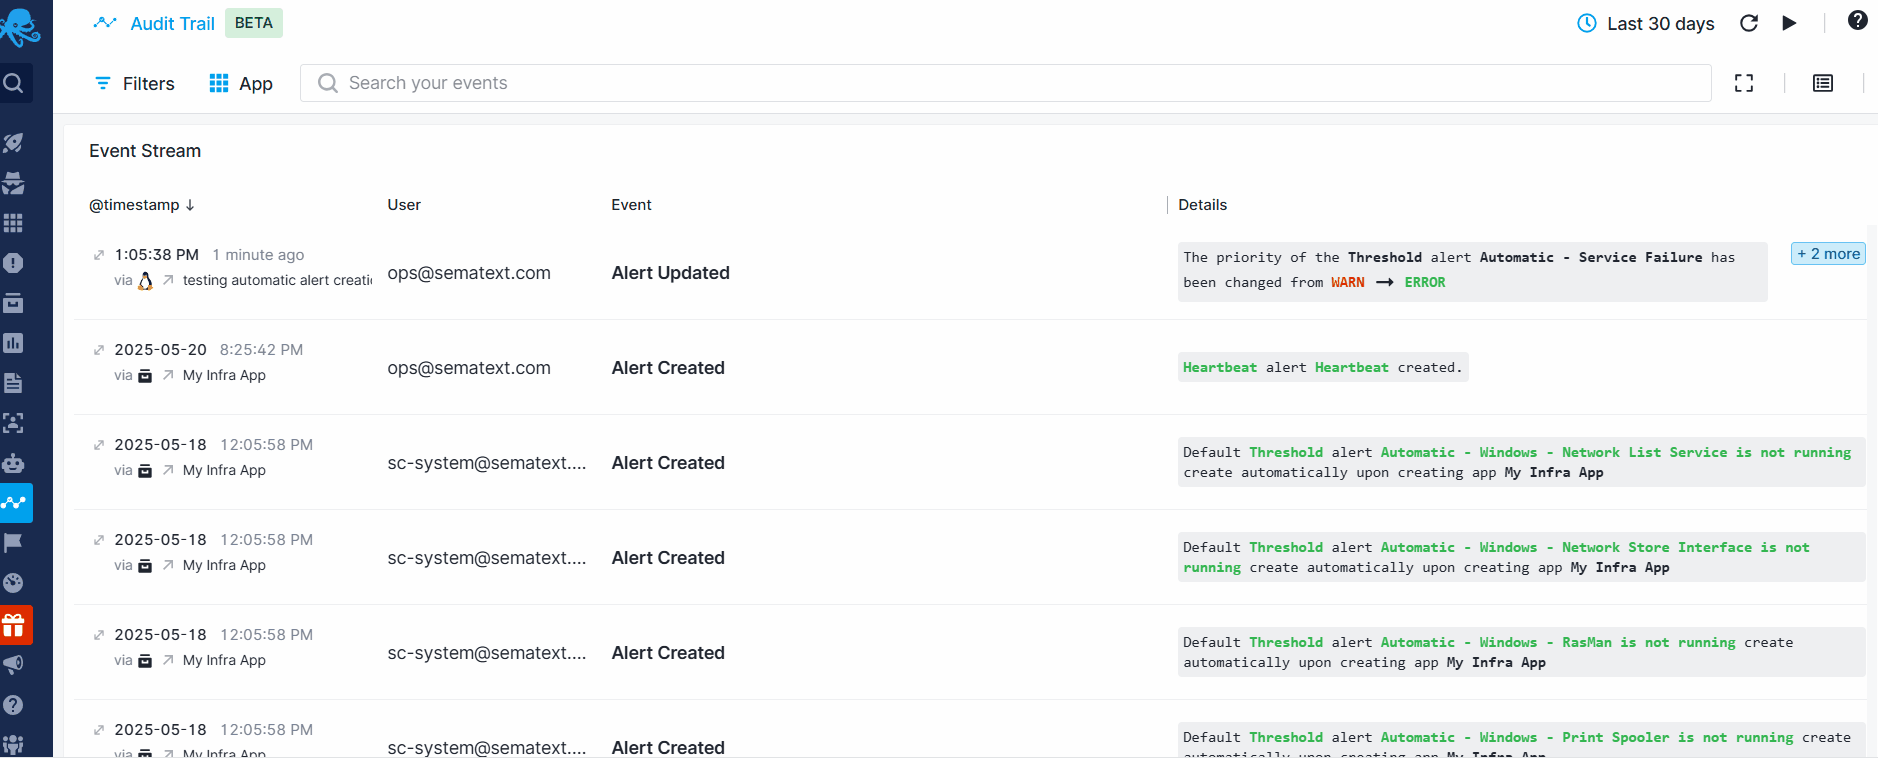 Audit Trail BETA
Last 30 days
Filters App Search your events
Event Stream
@timestamp ↓ User Event Details
1:05:38 PM 1 minute ago
via testing automatic alert creatio
ops@sematext.com
Alert Updated
The priority of the Threshold alert Automatic - Service Failure has
been changed from WARN → ERROR
+ 2 more
2025-05-20 8:25:42 PM
via My Infra App
ops@sematext.com
Alert Created
Heartbeat alert Heartbeat created.
2025-05-18 12:05:58 PM
via My Infra App
sc-system@sematext....
Alert Created
Default Threshold alert Automatic - Windows - Network List Service is not running
create automatically upon creating app My Infra App
2025-05-18 12:05:58 PM
via My Infra App
sc-system@sematext....
Alert Created
Default Threshold alert Automatic - Windows - Network Store Interface is not
running create automatically upon creating app My Infra App
2025-05-18 12:05:58 PM
via My Infra App
sc-system@sematext....
Alert Created
Default Threshold alert Automatic - Windows - RasMan is not running create
automatically upon creating app My Infra App
2025-05-18 12:05:58 PM
via My Infra App
sc-system@sematext....
Alert Created
Default Threshold alert Automatic - Windows - Print Spooler is not running create
automatically upon creating app My Infra App